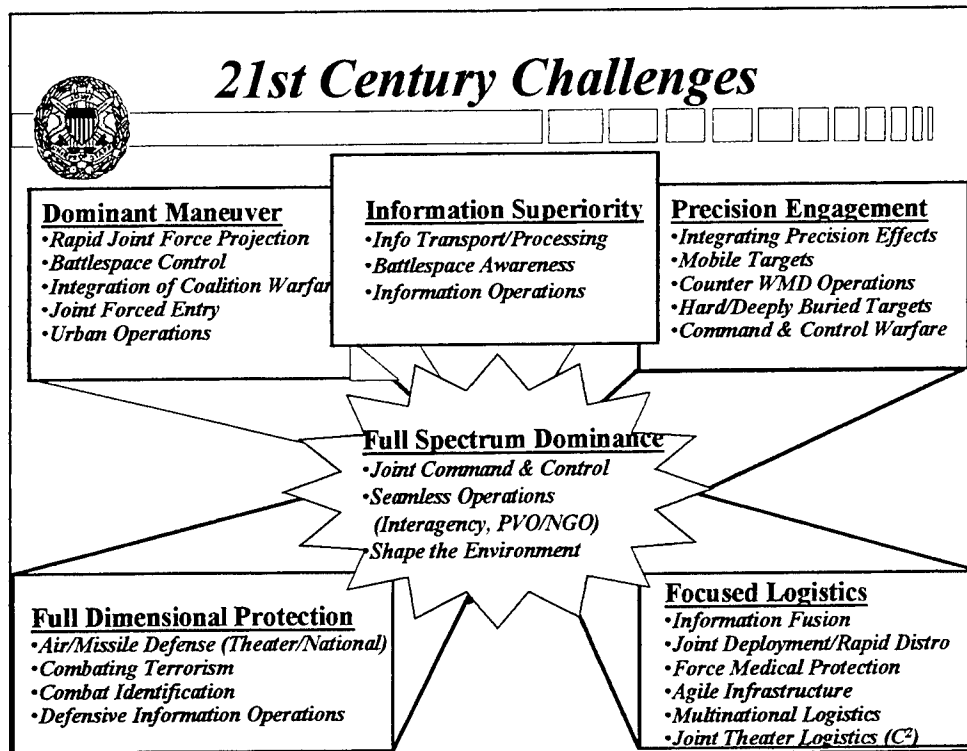 21st Century Challenges
Dominant Maneuver
•Rapid Joint Force Projection
•Battlespace Control
•Integration of Coalition Warfar
•Joint Forced Entry
•Urban Operations
Information Superiority
•Info Transport/Processing
•Battlespace Awareness
•Information Operations
Precision Engagement
•Integrating Precision Effects
•Mobile Targets
•Counter WMD Operations
•Hard/Deeply Buried Targets
•Command & Control Warfare
Full Spectrum Dominance
•Joint Command & Control
•Seamless Operations
(Interagency, PVO/NGO)
•Shape the Environment
Full Dimensional Protection
•Air/Missile Defense (Theater/National)
•Combating Terrorism
•Combat Identification
•Defensive Information Operations
Focused Logistics
•Information Fusion
•Joint Deployment/Rapid Distro
•Force Medical Protection
•Agile Infrastructure
•Multinational Logistics
•Joint Theater Logistics (C²)